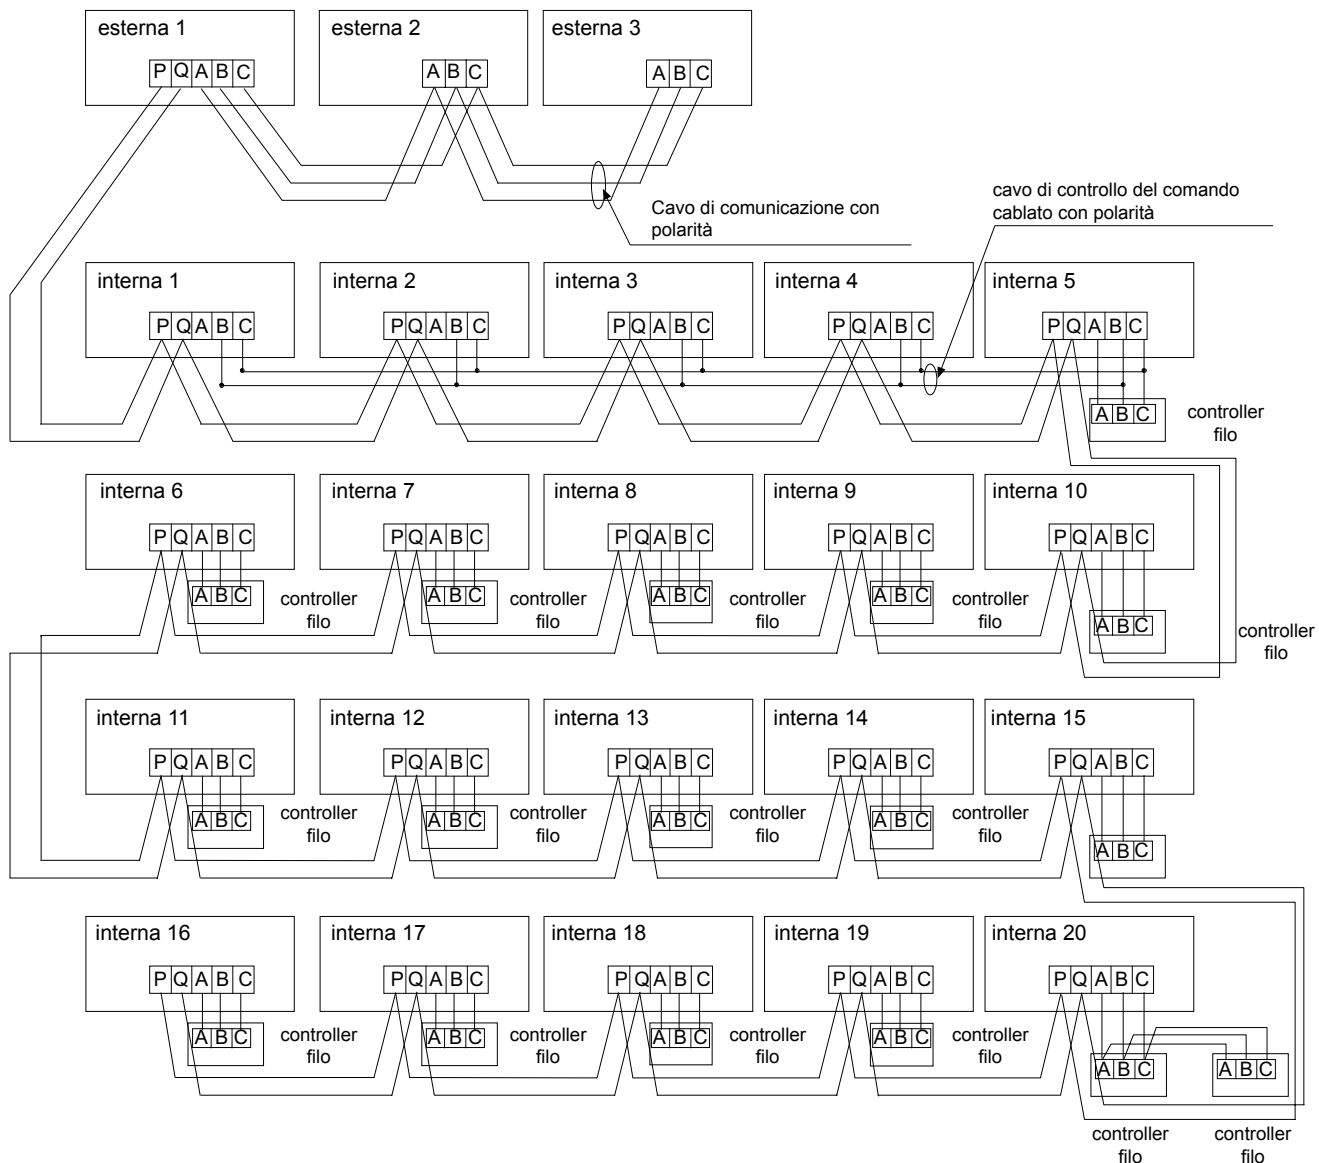 esterna 1
esterna 2
esterna 3
P Q A B C
A B C
A B C
cavo di controllo del comando
cablato con polarità
Cavo di comunicazione con
polarità
interna 1
interna 2
interna 3
interna 4
interna 5
P Q A B C
P Q A B C
P Q A B C
P Q A B C
P Q A B C
A B C
controller
filo
interna 6
interna 7
interna 8
interna 9
interna 10
P Q A B C
P Q A B C
P Q A B C
P Q A B C
P Q A B C
A B C
controller
filo
A B C
controller
filo
A B C
controller
filo
A B C
controller
filo
A B C
controller
filo
interna 11
interna 12
interna 13
interna 14
interna 15
P Q A B C
P Q A B C
P Q A B C
P Q A B C
P Q A B C
A B C
controller
filo
A B C
controller
filo
A B C
controller
filo
A B C
controller
filo
A B C
interna 16
interna 17
interna 18
interna 19
interna 20
P Q A B C
P Q A B C
P Q A B C
P Q A B C
P Q A B C
A B C
controller
filo
A B C
controller
filo
A B C
controller
filo
A B C
controller
filo
A B C
A B C
controller
filo
controller
filo